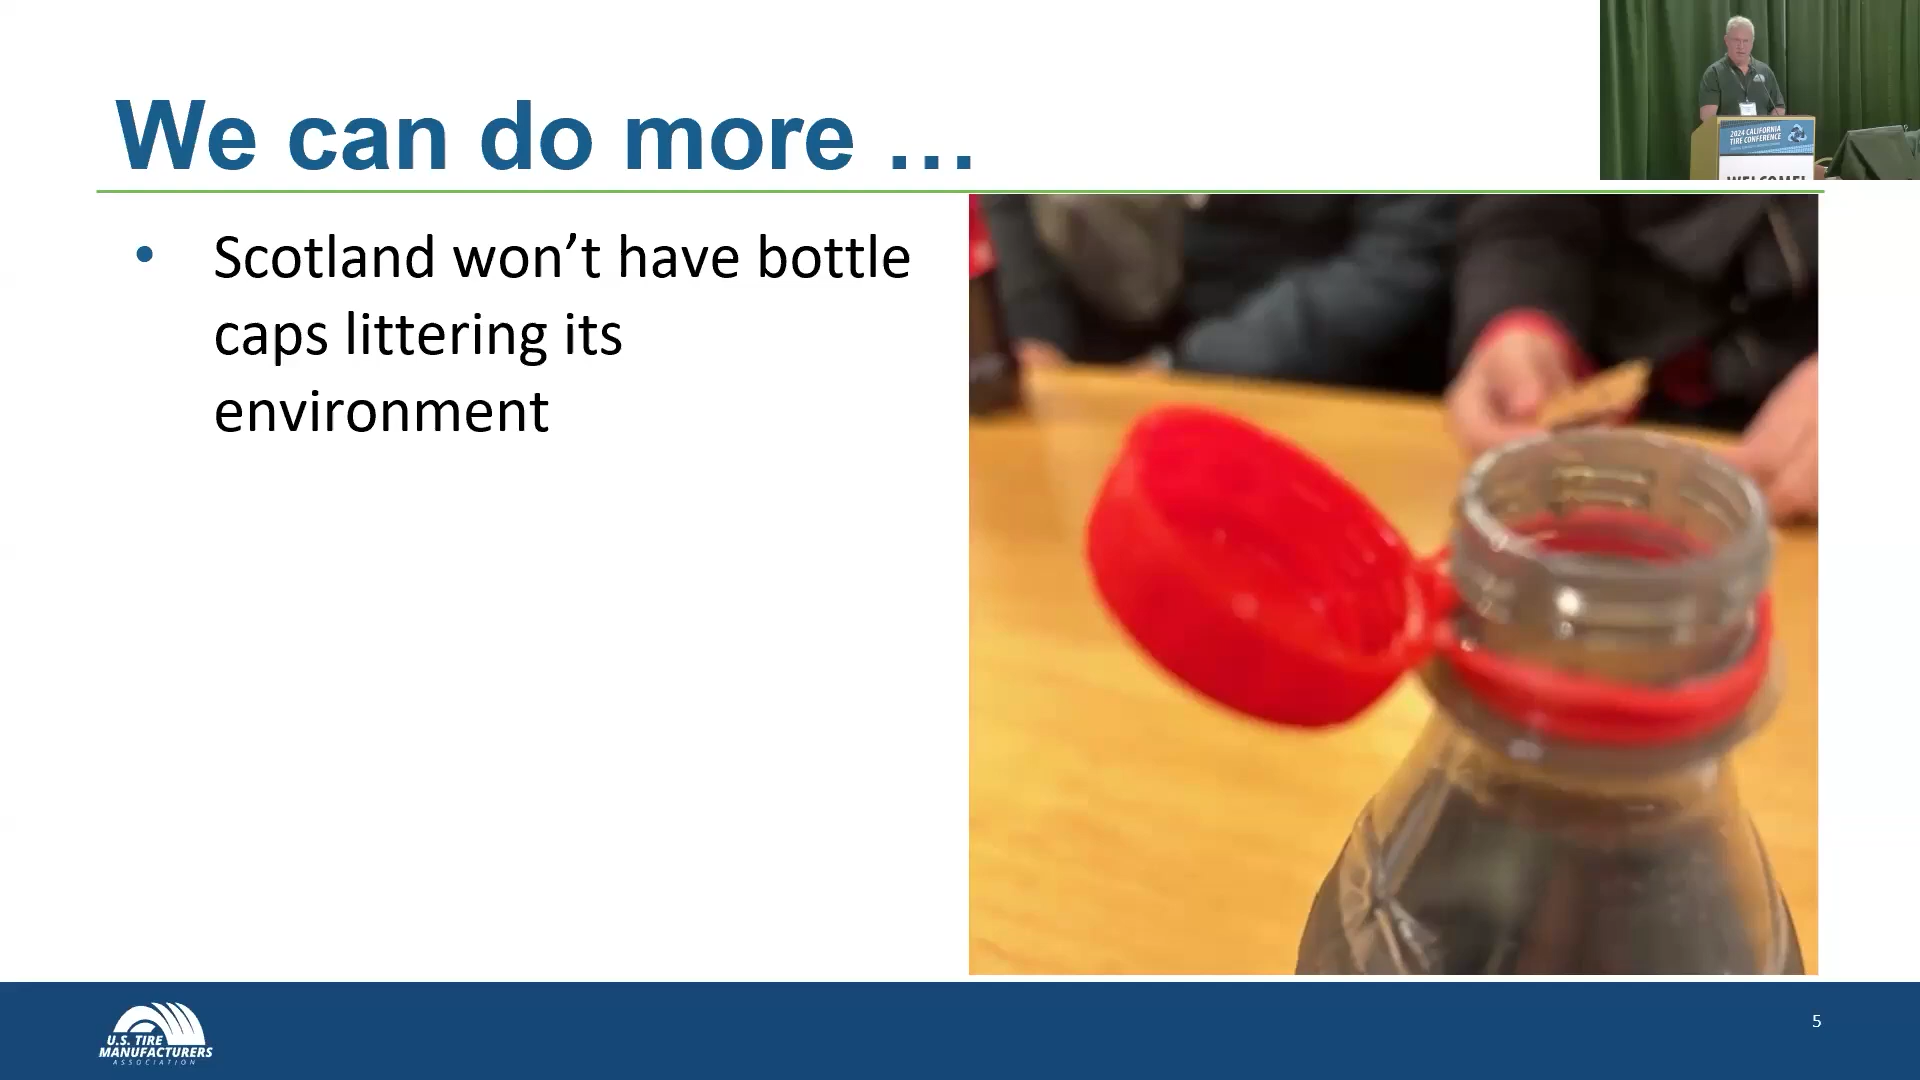 We can do more …
2024 CALIFORNIA
TIRE CONFERENCE
WELCOME!
• Scotland won’t have bottle
caps littering its
environment
U.S. TIRE
MANUFACTURERS
ASSOCIATION
5